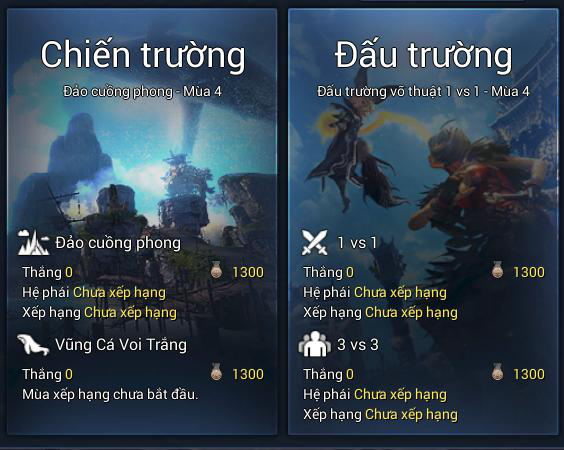 Chiến trường
Đảo cuồng phong - Mùa 4
Đảo cuồng phong
Thắng 0 1300
Hệ phái Chưa xếp hạng
Xếp hạng Chưa xếp hạng
Vũng Cá Voi Trắng
Thắng 0 1300
Mùa xếp hạng chưa bắt đầu.
Đấu trường
Đấu trường võ thuật 1 vs 1 - Mùa 4
1 vs 1
Thắng 0 1300
Hệ phái Chưa xếp hạng
Xếp hạng Chưa xếp hạng
3 vs 3
Thắng 0 1300
Hệ phái Chưa xếp hạng
Xếp hạng Chưa xếp hạng